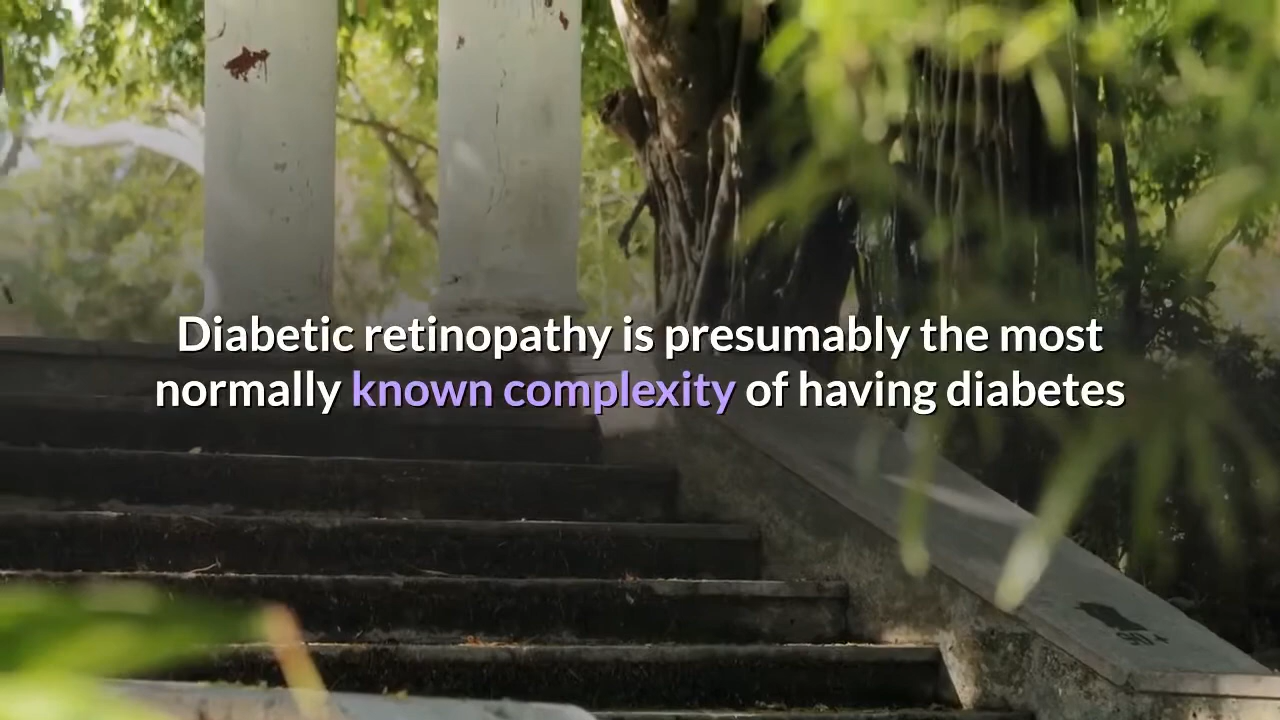 Diabetic retinopathy is presumably the most
normally known complexity of having diabetes